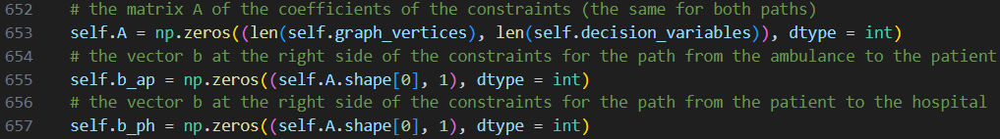 652 # the matrix A of the coefficients of the constraints (the same for both paths)
653 self.A = np.zeros((len(self.graph_vertices), len(self.decision_variables)), dtype = int)
654 # the vector b at the right side of the constraints for the path from the ambulance to the patient
655 self.b_ap = np.zeros((self.A.shape[0], 1), dtype = int)
656 # the vector b at the right side of the constraints for the path from the patient to the hospital
657 self.b_ph = np.zeros((self.A.shape[0], 1), dtype = int)